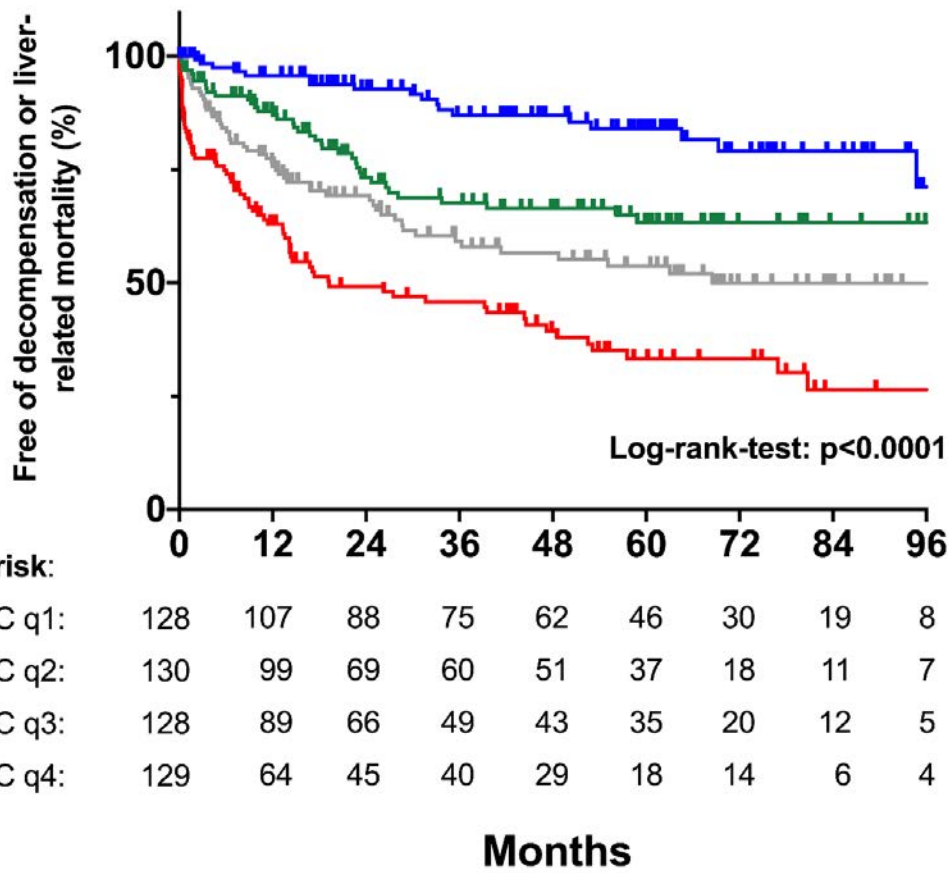 Free of decompensation or liver-
related mortality (%)
100
50
0
Log-rank-test: p<0.0001
0 12 24 36 48 60 72 84 96
risk:
C q1: 128 107 88 75 62 46 30 19 8
C q2: 130 99 69 60 51 37 18 11 7
C q3: 128 89 66 49 43 35 20 12 5
C q4: 129 64 45 40 29 18 14 6 4
Months